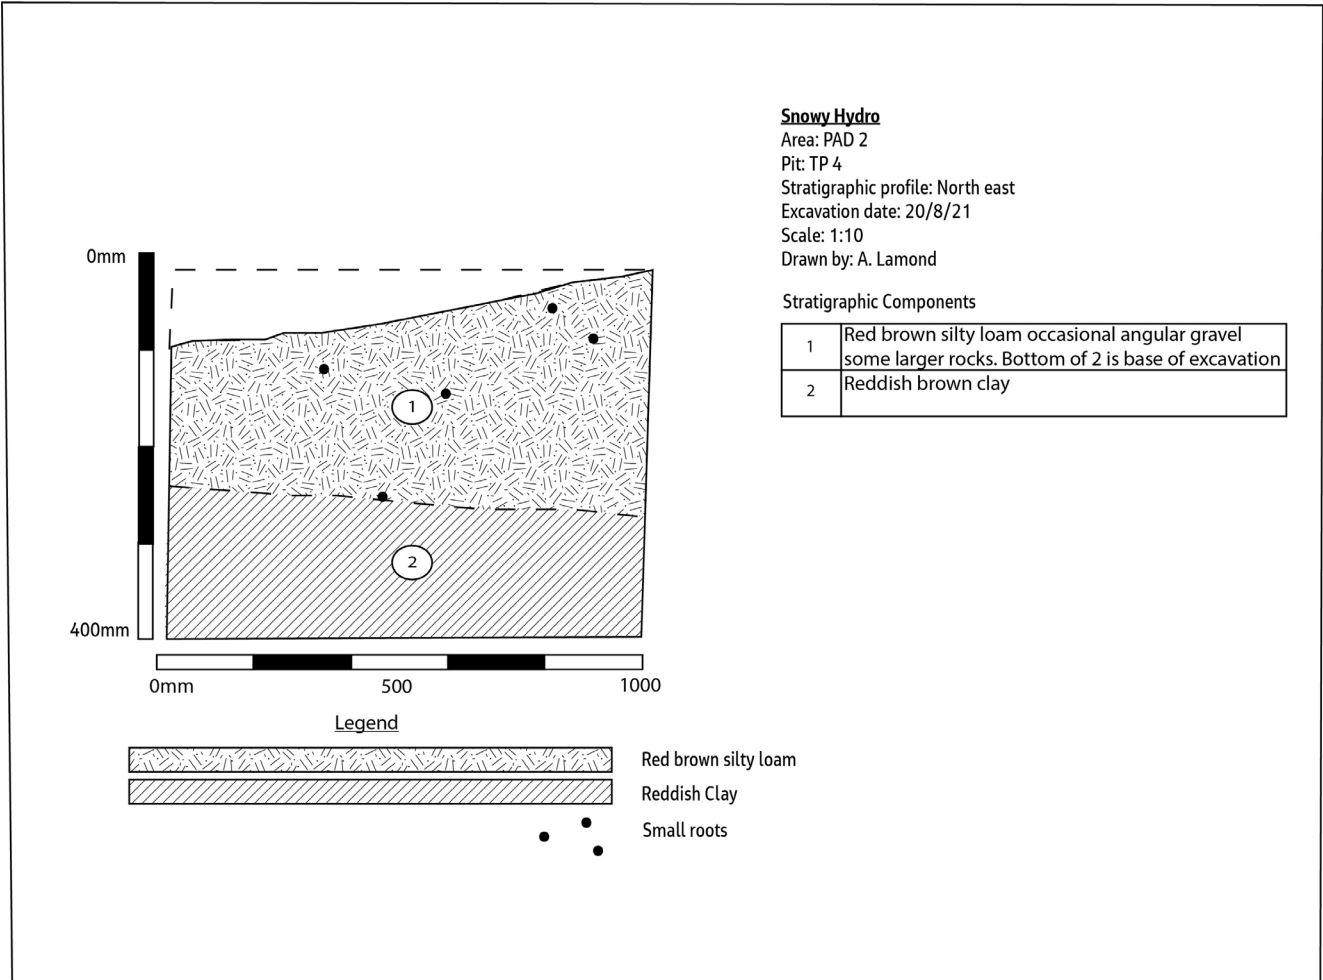 Snowy Hydro
Area: PAD 2
Pit: TP 4
Stratigraphic profile: North east
Excavation date: 20/8/21
Scale: 1:10
Drawn by: A. Lamond
Stratigraphic Components
1 Red brown silty loam occasional angular gravel
some larger rocks. Bottom of 2 is base of excavation
2 Reddish brown clay
0mm
1
2
400mm
0mm 500 1000
Legend
Red brown silty loam
Reddish Clay
Small roots